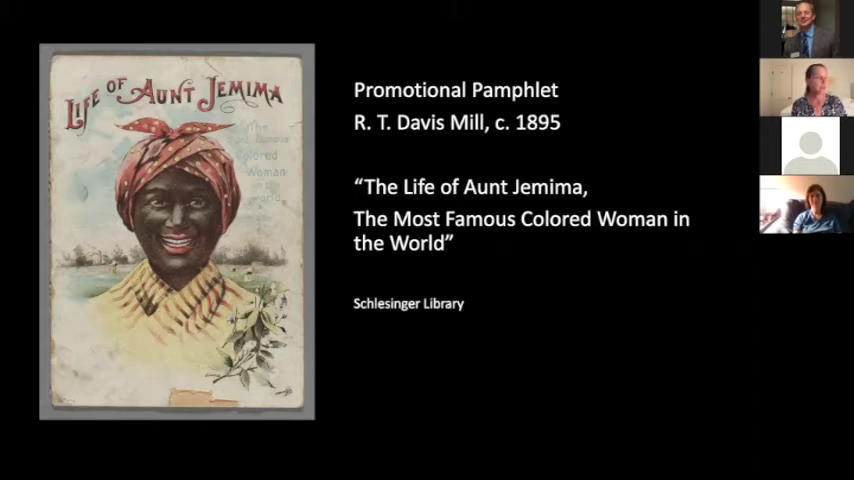 LIFE OF AUNT JEMIMA
The
Most Famous
Colored
Woman
in the
World.
Promotional Pamphlet
R. T. Davis Mill, c. 1895
“The Life of Aunt Jemima,
The Most Famous Colored Woman in
the World”
Schlesinger Library